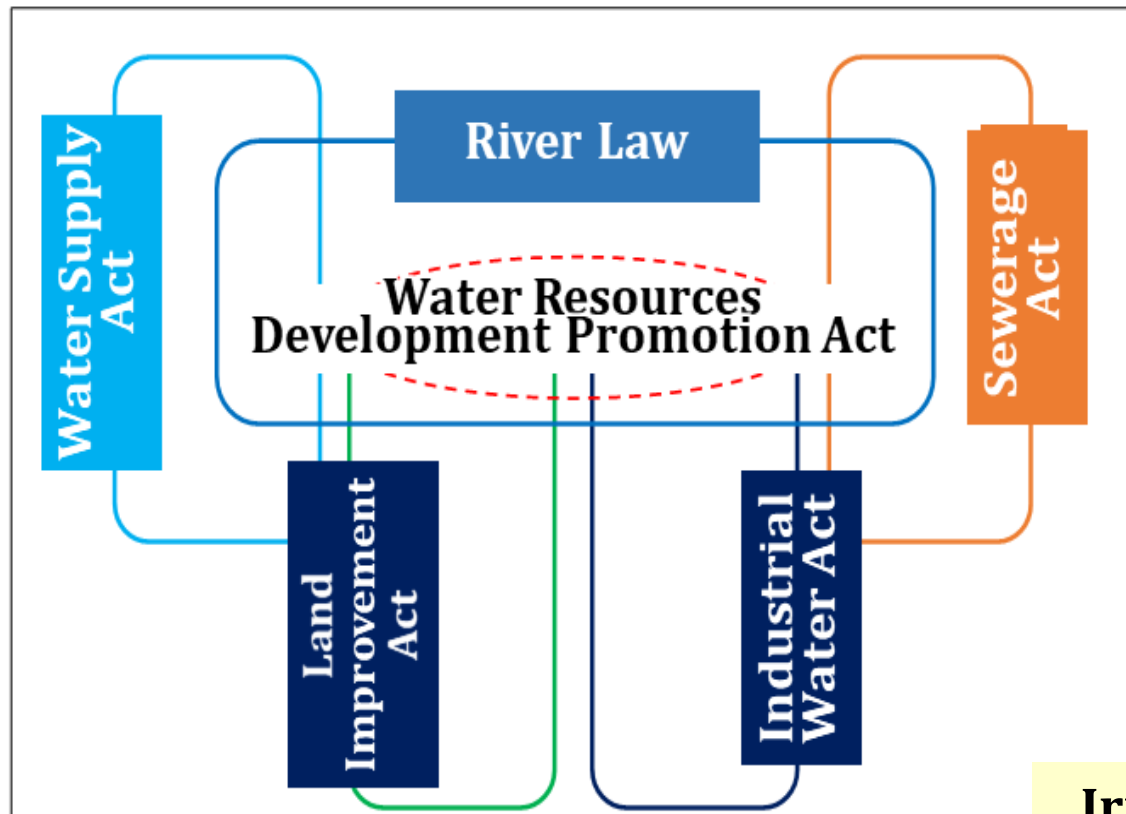 River Law
Water Supply
Act
Sewerage
Act
Water Resources
Development Promotion Act
Land
Improvement
Act
Industrial
Water Act